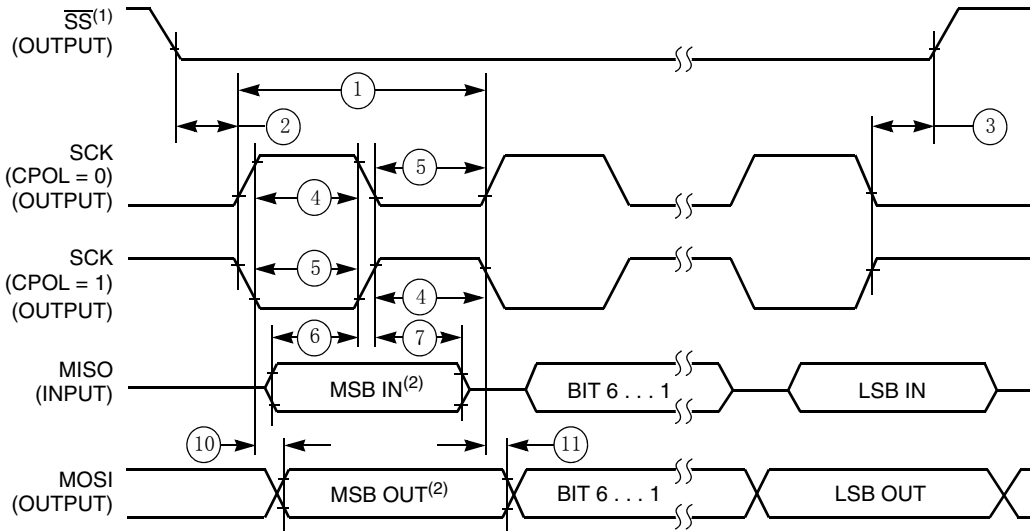 SS(1)
(OUTPUT)
1
2
3
SCK
(CPOL = 0)
(OUTPUT)
5
4
SCK
(CPOL = 1)
(OUTPUT)
5
4
6
7
MISO
(INPUT)
MSB IN(2)
BIT 6 . . . 1
LSB IN
10
11
MOSI
(OUTPUT)
MSB OUT(2)
BIT 6 . . . 1
LSB OUT